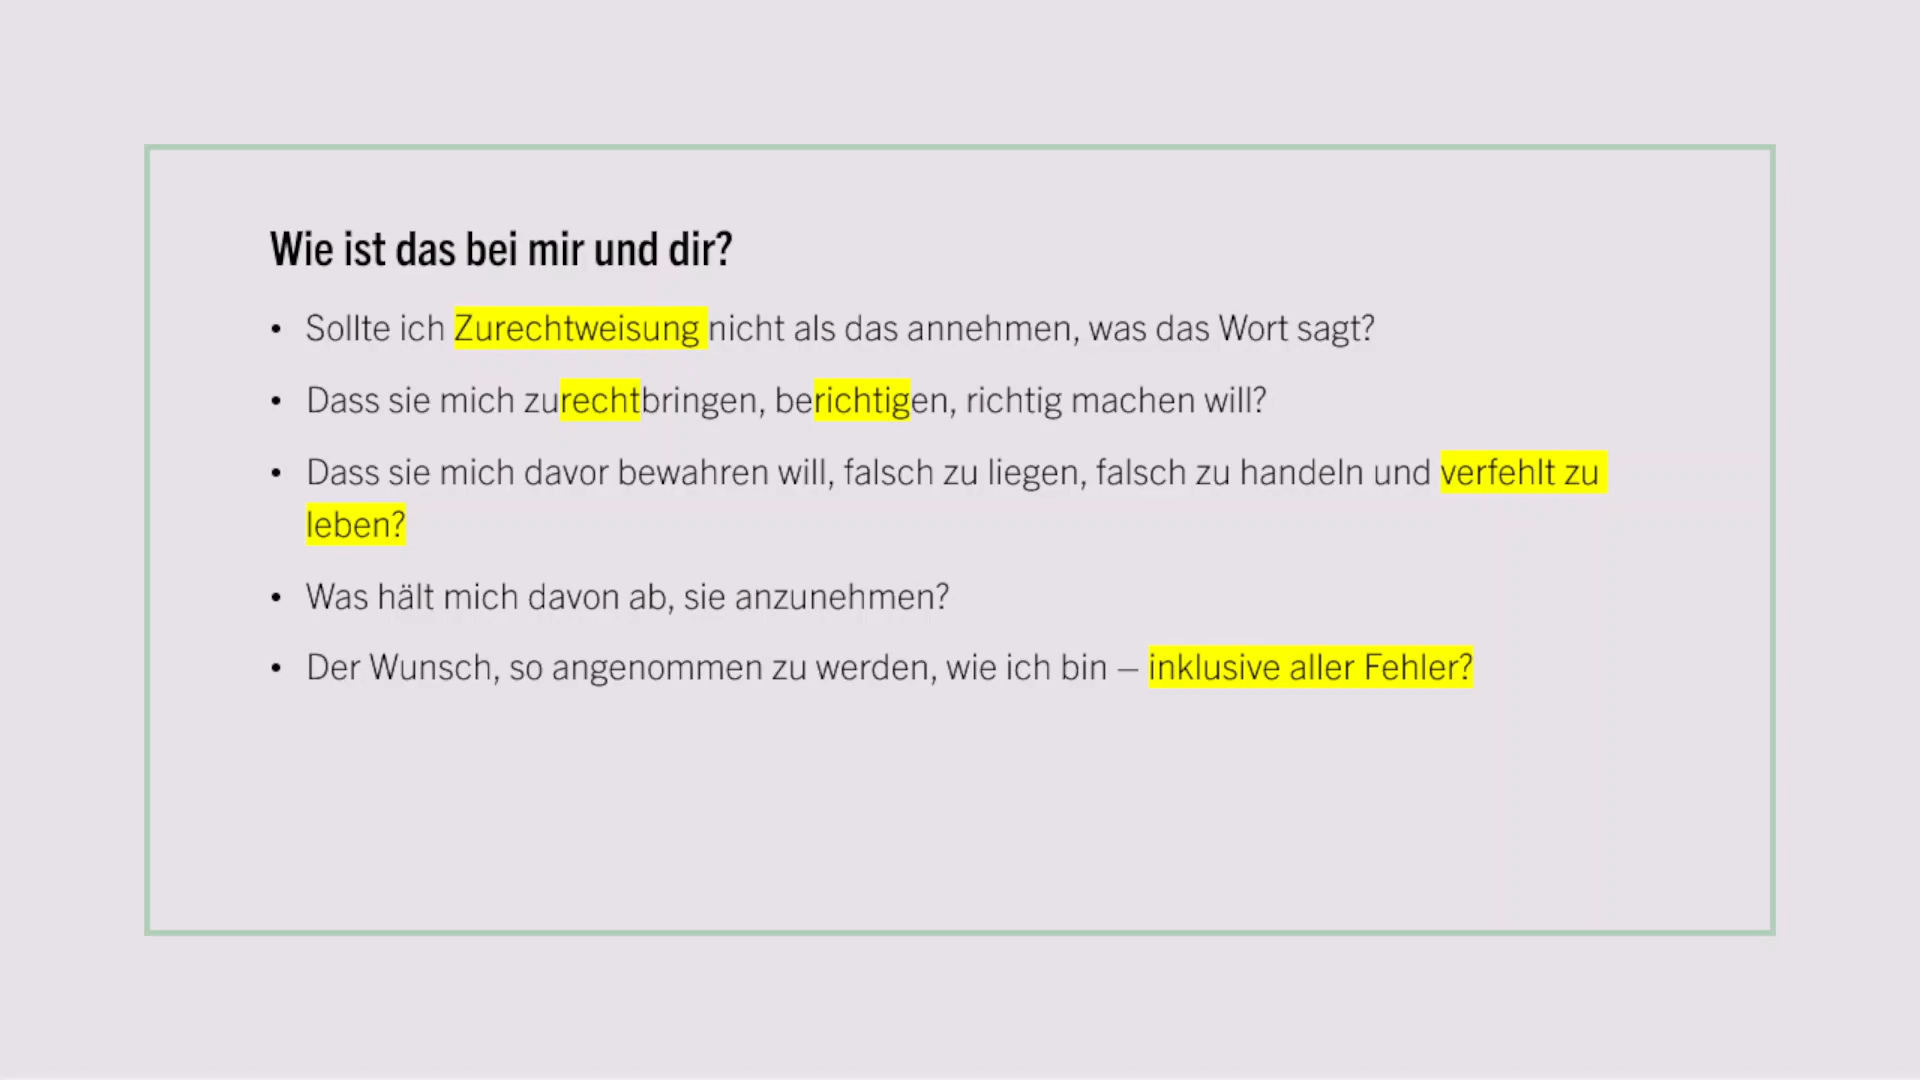 Wie ist das bei mir und dir?
• Sollte ich Zurechtweisung nicht als das annehmen, was das Wort sagt?
• Dass sie mich zurechtbringen, berichtigen, richtig machen will?
• Dass sie mich davor bewahren will, falsch zu liegen, falsch zu handeln und verfehlt zu
leben?
• Was hält mich davon ab, sie anzunehmen?
• Der Wunsch, so angenommen zu werden, wie ich bin – inklusive aller Fehler?